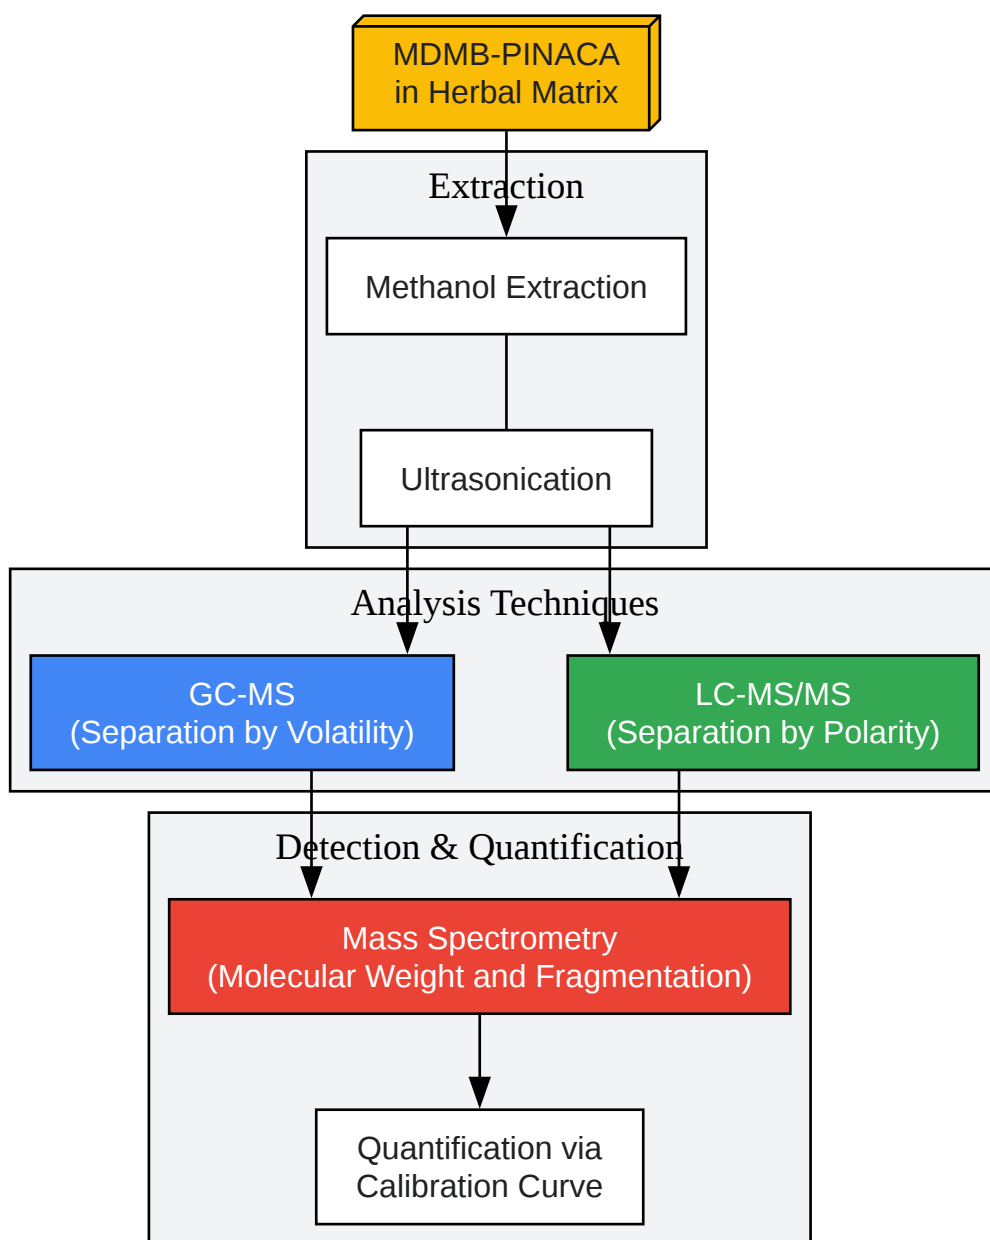 MDMB-PINACA
in Herbal Matrix
Extraction
Methanol Extraction
Ultrasonication
Analysis Techniques
GC-MS
(Separation by Volatility)
LC-MS/MS
(Separation by Polarity)
Detection & Quantification
Mass Spectrometry
(Molecular Weight and Fragmentation)
Quantification via
Calibration Curve